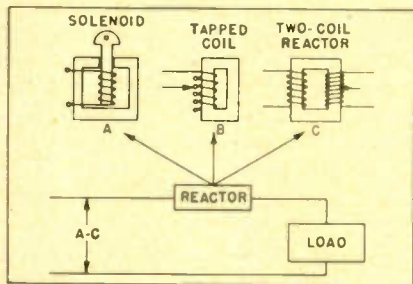 SOLENOID
TAPPED
COIL
TWO-COIL
REACTOR
A
B
C
REACTOR
A-C
LOAD